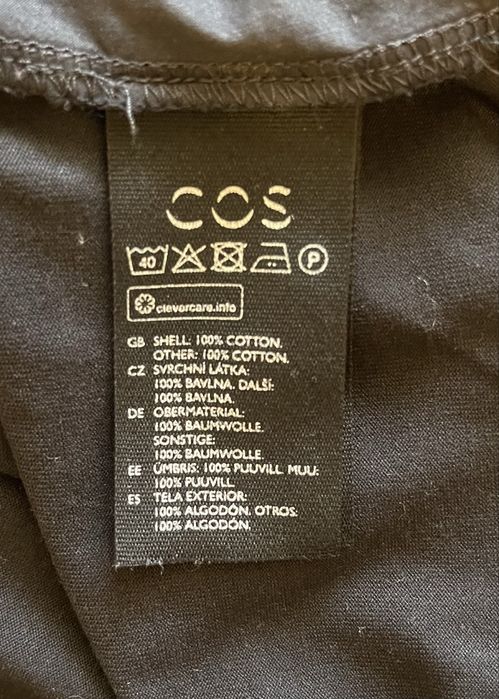 COS
40 P
clevercare.info
GB SHELL: 100% COTTON.
OTHER: 100% COTTON.
CZ SVRCHNÍ LÁTKA:
100% BAVLNA. DALŠÍ:
100% BAVLNA.
DE OBERMATERIAL:
100% BAUMWOLLE.
SONSTIGE:
100% BAUMWOLLE.
EE ÜMBRIS: 100% PUUVILL. MUU:
100% PUUVILL.
ES TELA EXTERIOR:
100% ALGODÓN. OTROS:
100% ALGODÓN.